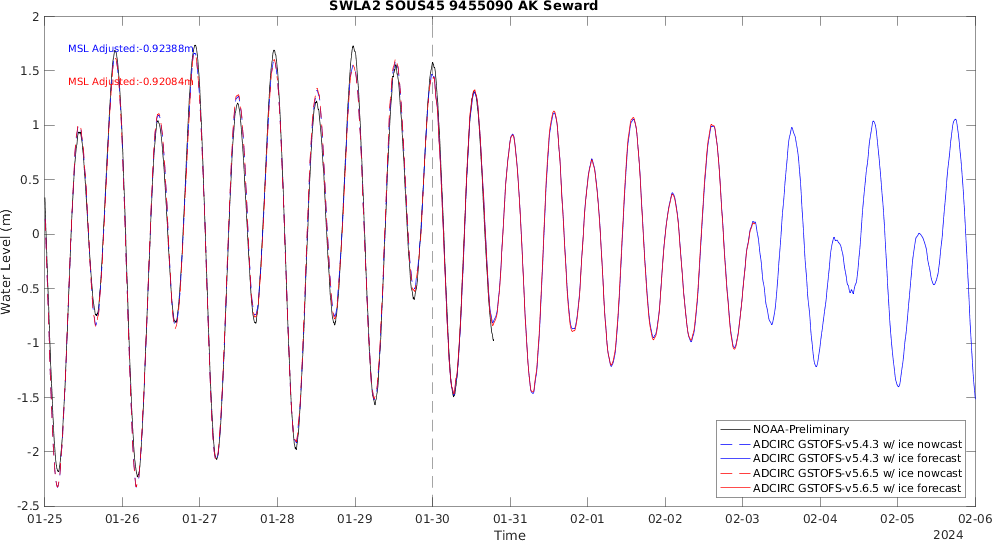 SWLA2 SOUS45 9455090 AK Seward
MSL Adjusted:-0.92388m
MSL Adjusted:-0.92084m
Water Level (m)
2
1.5
1
0.5
0
-0.5
-1
-1.5
-2
-2.5
NOAA-Preliminary
ADCIRC GSTOFS-v5.4.3 w/ ice nowcast
ADCIRC GSTOFS-v5.4.3 w/ ice forecast
ADCIRC GSTOFS-v5.6.5 w/ ice nowcast
ADCIRC GSTOFS-v5.6.5 w/ ice forecast
01-25 01-26 01-27 01-28 01-29 01-30 01-31 02-01 02-02 02-03 02-04 02-05 02-06
Time
2024